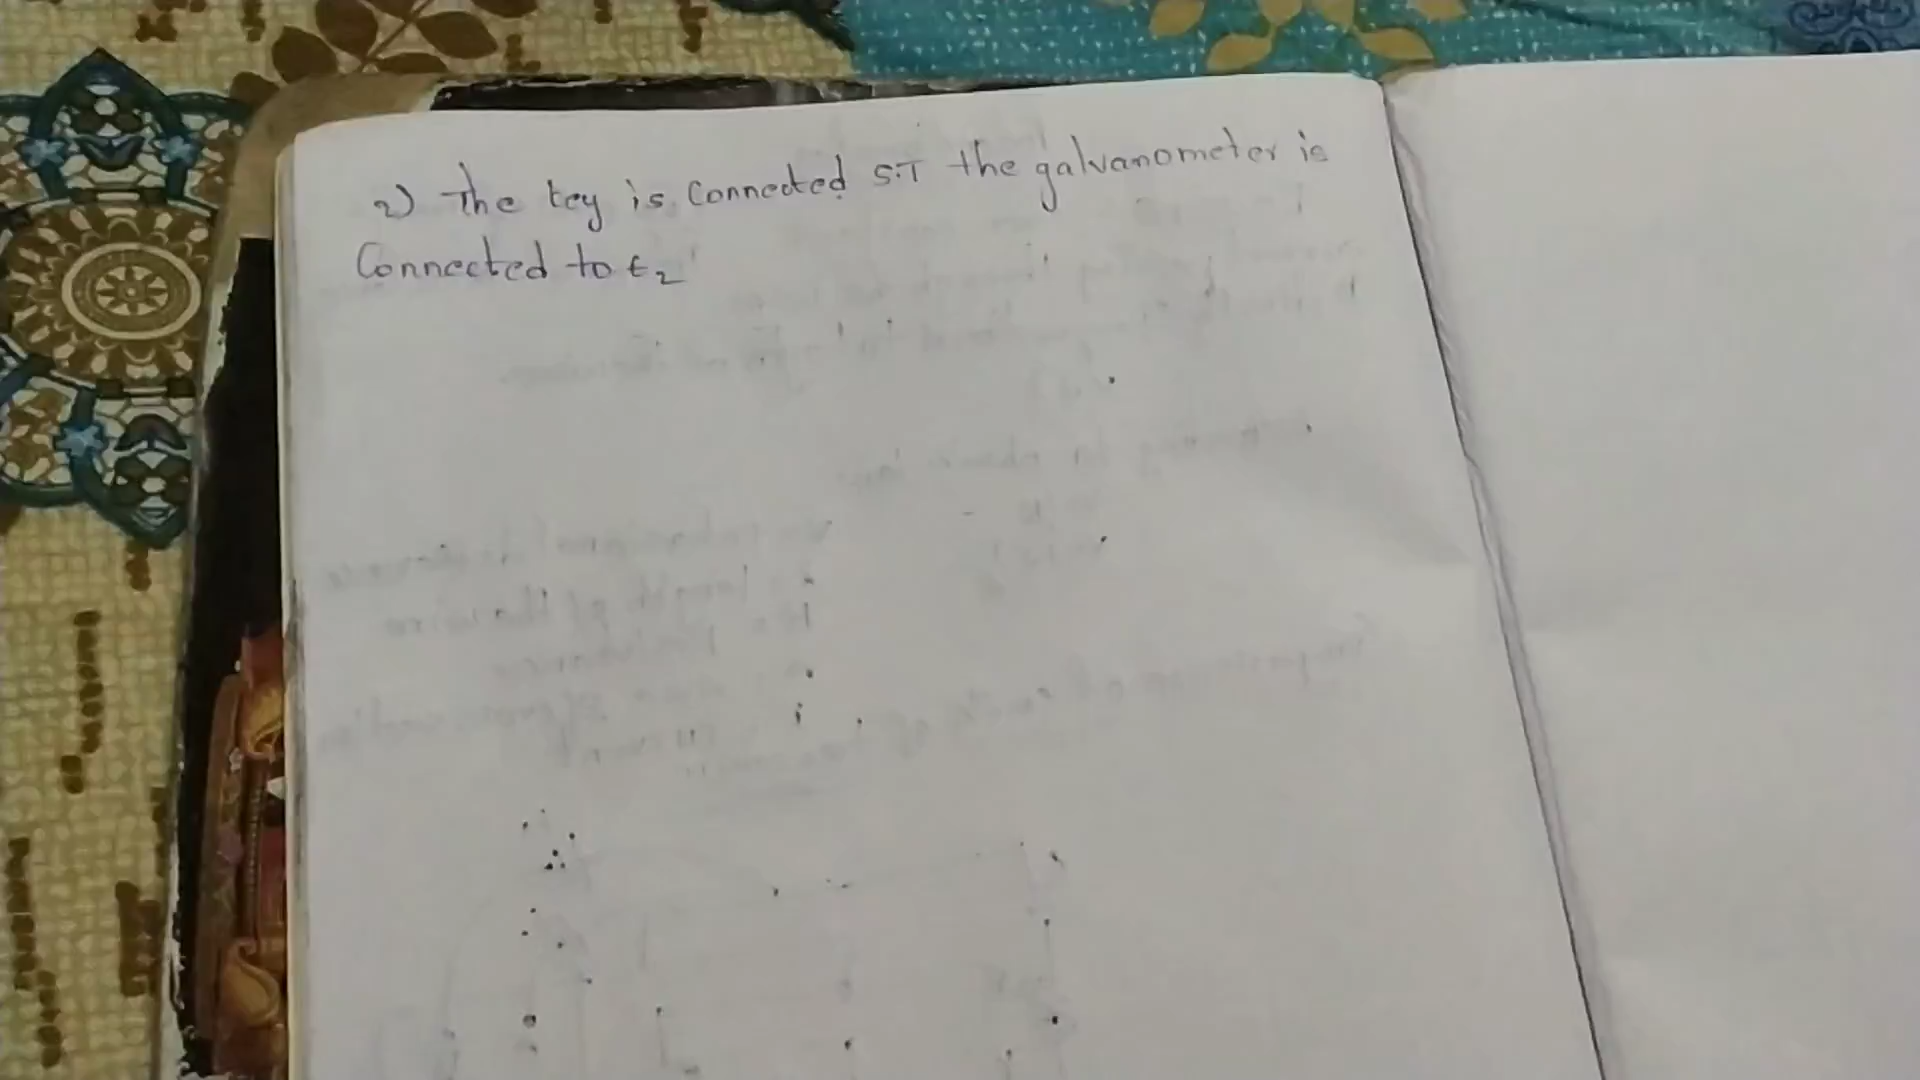 2) The key is connected S.T the galvanometer is
Connected to E2